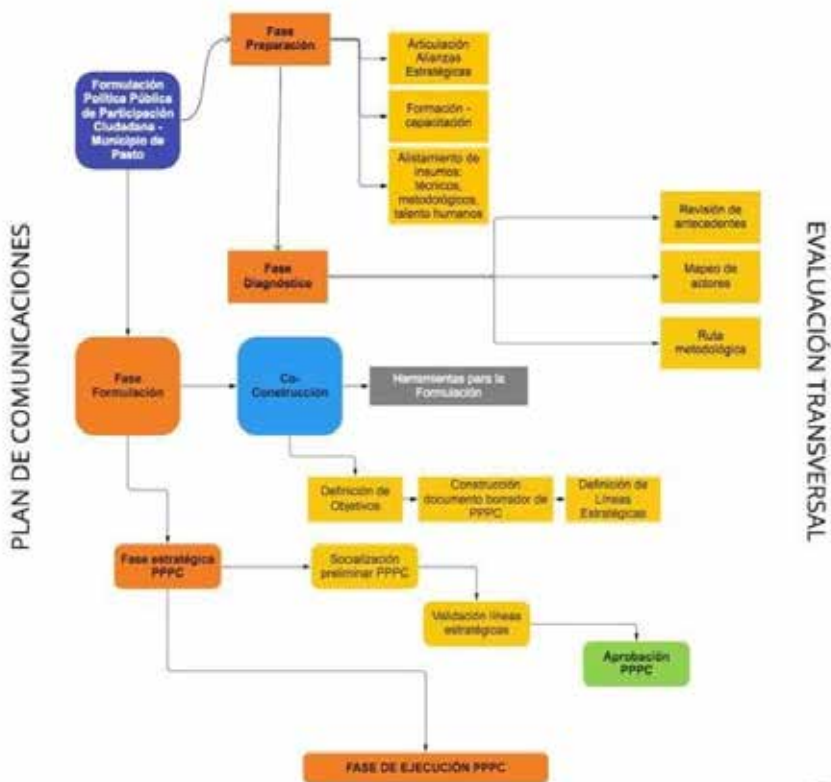 Fase
Preparación
Articulación
Alianzas
Estratégicas
Formulación
Política Pública
de Participación
Ciudadana -
Municipio de
Pasto
Formación -
capacitación
Alistamiento de
insumos:
técnicos,
metodológicos,
talento humanos
Revisión de
antecedentes
Fase
Diagnóstico
Mapeo de
actores
Ruta
metodológica
PLAN DE COMUNICACIONES
EVALUACIÓN TRANSVERSAL
Fase
Formulación
Co-
Construcción
Herramientas para la
Formulación
Definición de
Objetivos
Construcción
documento borrador de
PPPC
Definición de
Líneas
Estratégicas
Fase estratégica
PPPC
Socialización
preliminar PPPC
Validación líneas
estratégicas
Aprobación
PPPC
FASE DE EJECUCIÓN PPPC